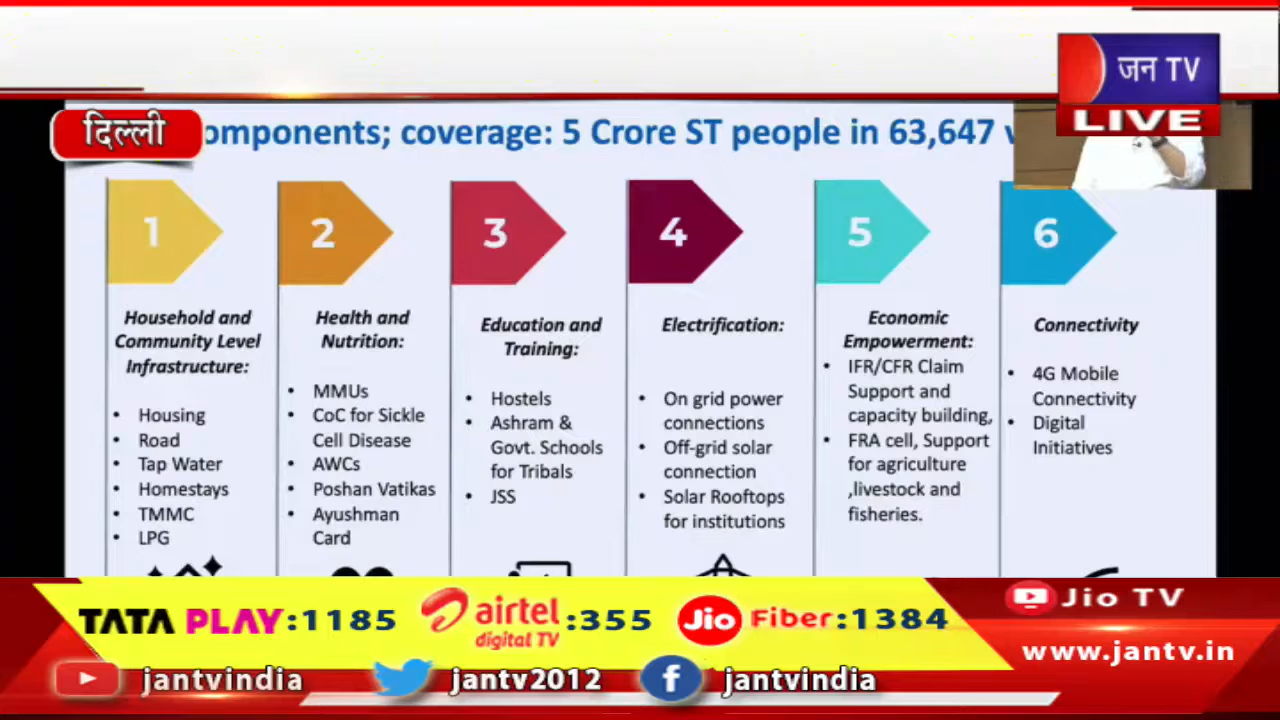 जन TV
LIVE
दिल्ली
omponents; coverage: 5 Crore ST people in 63,647
1
2
3
4
5
6
Household and
Community Level
Infrastructure:
• Housing
• Road
• Tap Water
• Homestays
• TMMC
• LPG
Health and
Nutrition:
• MMUs
• CoC for Sickle
Cell Disease
• AWCs
• Poshan Vatikas
• Ayushman
Card
Education and
Training:
• Hostels
• Ashram &
Govt. Schools
for Tribals
• JSS
Electrification:
• On grid power
connections
• Off-grid solar
connection
• Solar Rooftops
for institutions
Economic
Empowerment:
• IFR/CFR Claim
Support and
capacity building,
• FRA cell, Support
for agriculture
,livestock and
fisheries.
Connectivity
• 4G Mobile
Connectivity
• Digital
Initiatives
TATA PLAY:1185
airtel
digital TV
:355
Jio Fiber:1384
Jio TV
www.jantv.in
jantvindia
jantv2012
jantvindia